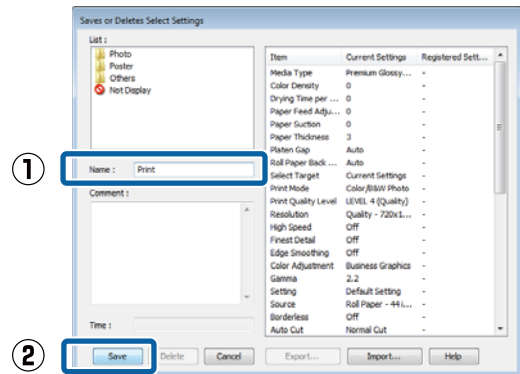 Saves or Deletes Select Settings
List :
Photo
Poster
Others
Not Display
① Name : Print
Comment :
Time :
② Save Delete Cancel Export... Import... Help
Item Current Settings Registered Sett...
Media Type Premium Glossy... -
Color Density 0 -
Drying Time per ... 0 -
Paper Feed Adju... 0 -
Paper Suction 0 -
Paper Thickness 3 -
Platen Gap Auto -
Roll Paper Back ... Auto -
Select Target Current Settings -
Print Mode Color/B&W Photo -
Print Quality Level LEVEL 4 (Quality) -
Resolution Quality - 720x1... -
High Speed Off -
Finest Detail Off -
Edge Smoothing Off -
Color Adjustment Business Graphics -
Gamma 2.2 -
Setting Default Setting -
Source Roll Paper - 44 i... -
Borderless Off -
Auto Cut Normal Cut -